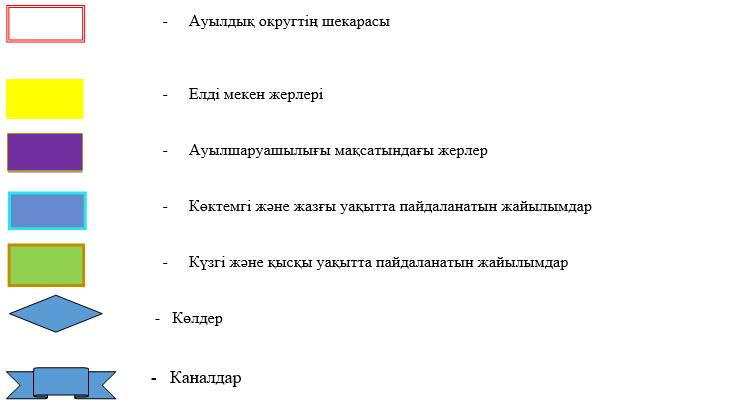 - Ауылдық округтің шекарасы
- Елді мекен жерлері
- Ауылшаруашылығы мақсатындағы жерлер
- Көктемгі және жазғы уақытта пайдаланатын жайылымдар
- Күзгі және қысқы уақытта пайдаланатын жайылымдар
- Көлдер
- Каналдар